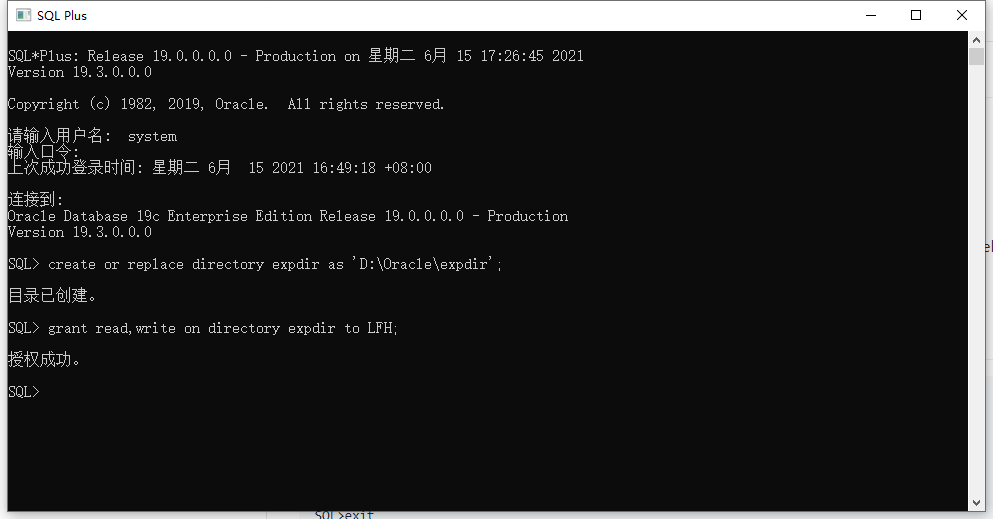 SQL Plus
SQL*Plus: Release 19.0.0.0.0 - Production on 星期二 6月 15 17:26:45 2021
Version 19.3.0.0.0
Copyright (c) 1982, 2019, Oracle.  All rights reserved.
请输入用户名:  system
输入口令:
上次成功登录时间: 星期二 6月  15 2021 16:49:18 +08:00
连接到:
Oracle Database 19c Enterprise Edition Release 19.0.0.0.0 - Production
Version 19.3.0.0.0
SQL> create or replace directory expdir as 'D:\Oracle\expdir';
目录已创建。
SQL> grant read,write on directory expdir to LFH;
授权成功。
SQL>
SQL>exit